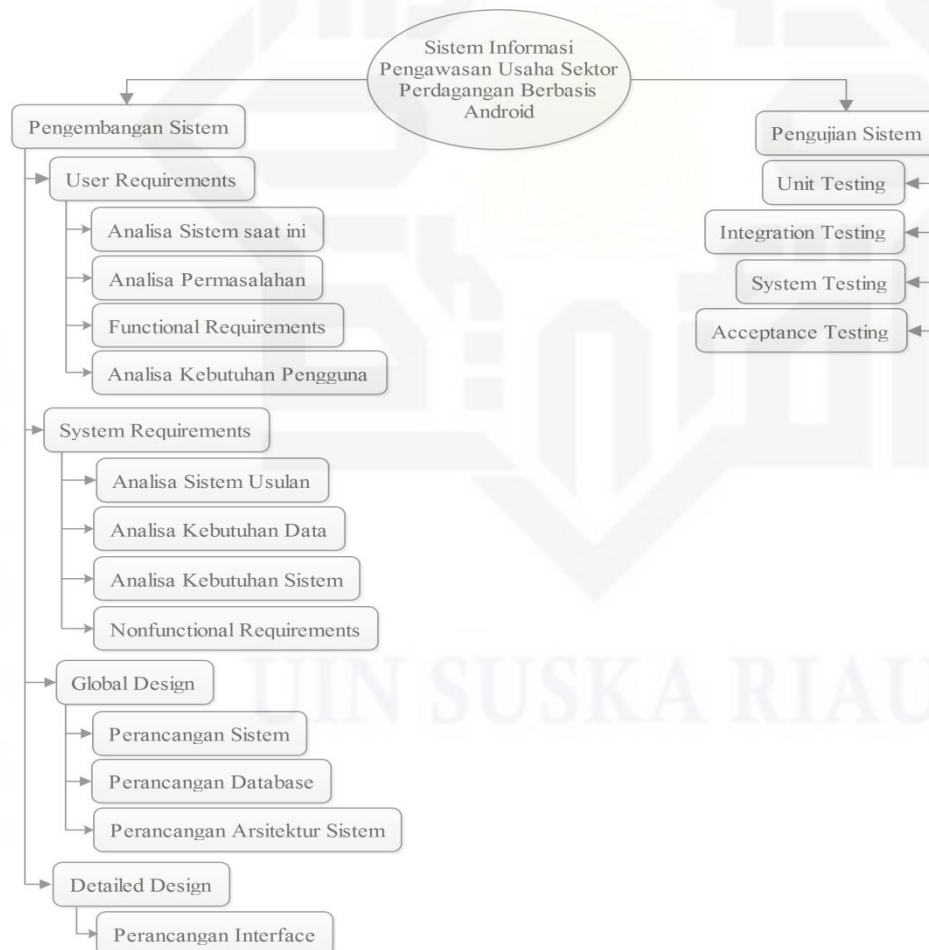 Sistem Informasi
Pengawasan Usaha Sektor
Perdagangan Berbasis
Android
Pengembangan Sistem
User Requirements
Analisa Sistem saat ini
Analisa Permasalahan
Functional Requirements
Analisa Kebutuhan Pengguna
System Requirements
Analisa Sistem Usulan
Analisa Kebutuhan Data
Analisa Kebutuhan Sistem
Nonfunctional Requirements
Global Design
Perancangan Sistem
Perancangan Database
Perancangan Arsitektur Sistem
Detailed Design
Perancangan Interface
Pengujian Sistem
Unit Testing
Integration Testing
System Testing
Acceptance Testing
UIN SUSKA RIAU